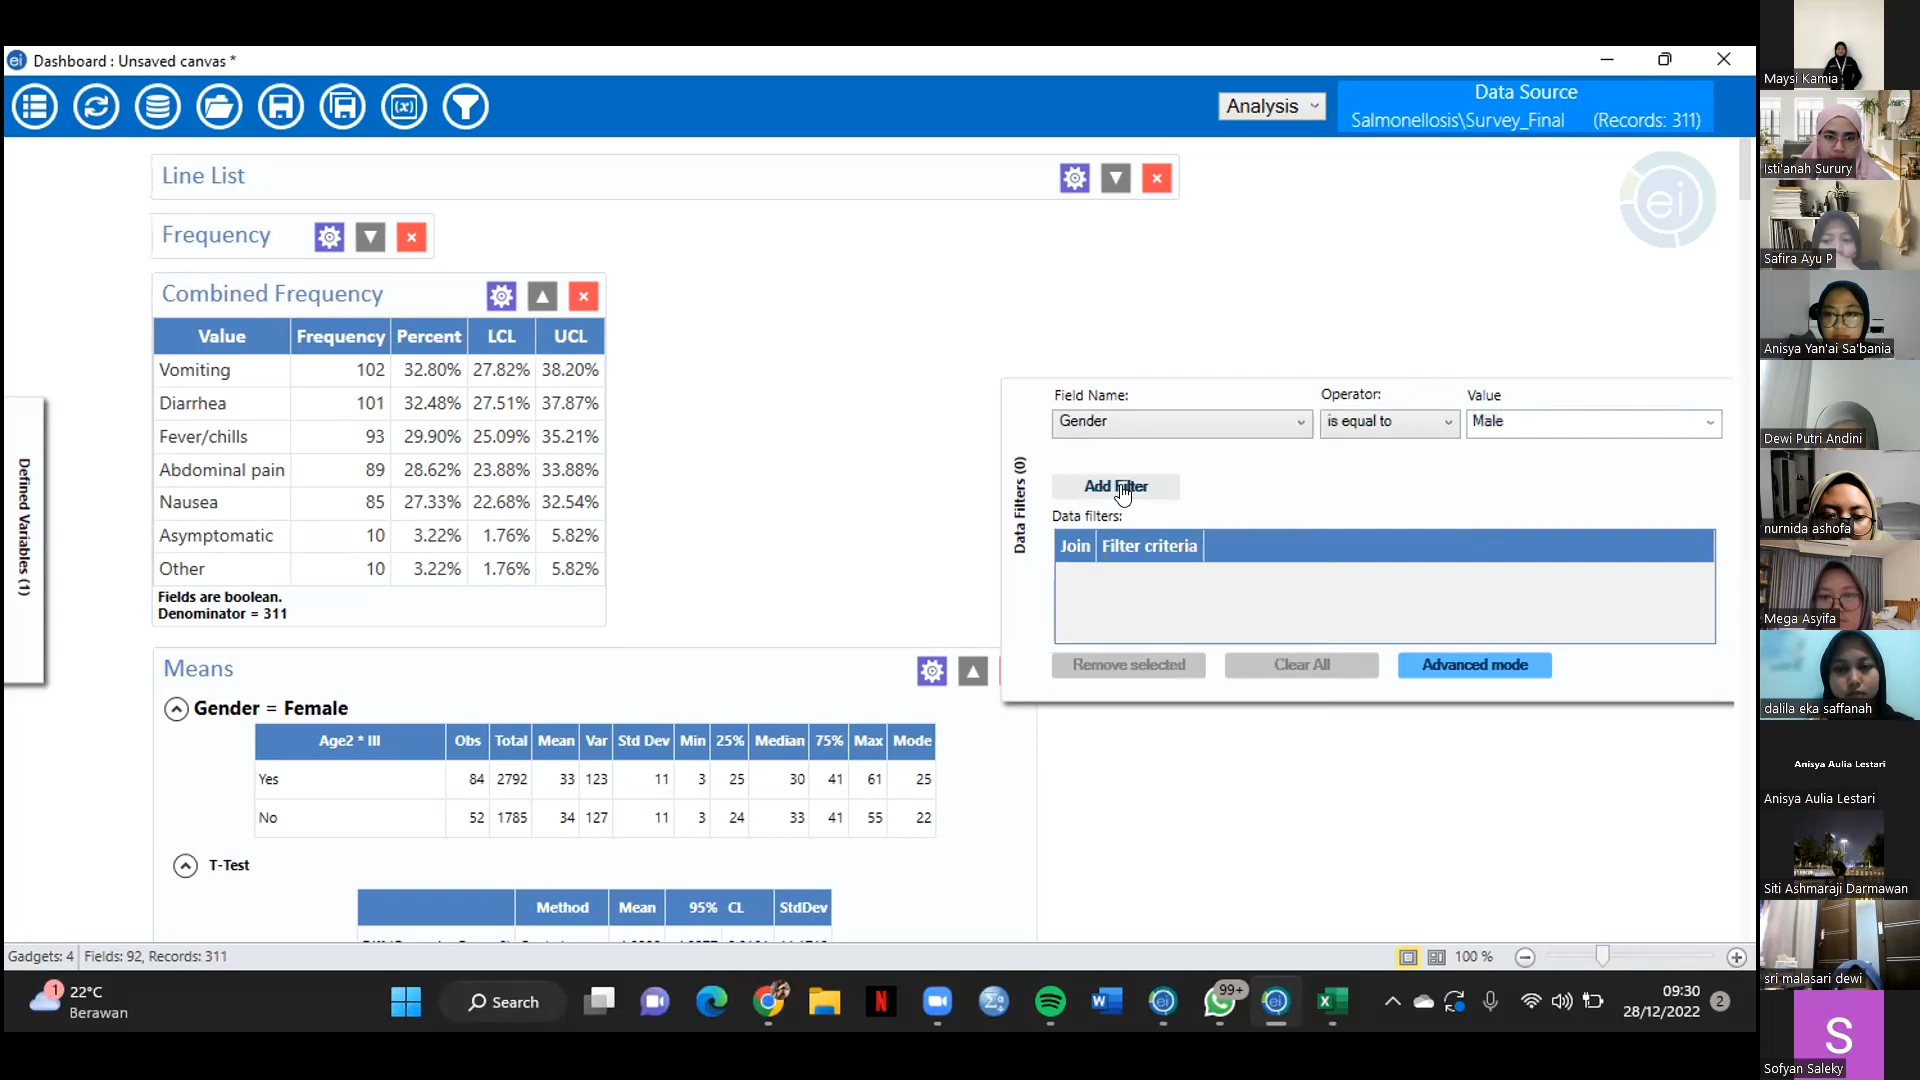 ei Dashboard : Unsaved canvas *
Analysis
Data Source
Salmonellosis\Survey_Final (Records: 311)
Line List
ei
Frequency
Combined Frequency
Value Frequency Percent LCL UCL
Vomiting 102 32.80% 27.82% 38.20%
Diarrhea 101 32.48% 27.51% 37.87%
Fever/chills 93 29.90% 25.09% 35.21%
Abdominal pain 89 28.62% 23.88% 33.88%
Nausea 85 27.33% 22.68% 32.54%
Asymptomatic 10 3.22% 1.76% 5.82%
Other 10 3.22% 1.76% 5.82%
Fields are boolean.
Denominator = 311
Defined Variables (1)
Data Filters (0)
Field Name: Operator: Value
Gender is equal to Male
Add Filter
Data filters:
Join Filter criteria
Remove selected Clear All Advanced mode
Means
Gender = Female
Age2 * Ill Obs Total Mean Var Std Dev Min 25% Median 75% Max Mode
Yes 84 2792 33 123 11 3 25 30 41 61 25
No 52 1785 34 127 11 3 24 33 41 55 22
T-Test
Method Mean 95% CL StdDev
Gadgets: 4 Fields: 92, Records: 311
100 %
1
22°C
Berawan
Search
99+
09:30
28/12/2022
2
Maysi Kamia
Isti'anah Surury
Safira Ayu P
Anisya Yan'ai Sa'bania
Dewi Putri Andini
nurnida ashofa
Mega Asyifa
dalila eka saffanah
Anisya Aulia Lestari
Anisya Aulia Lestari
Siti Ashmaraji Darmawan
sri malasari dewi
S
Sofyan Saleky